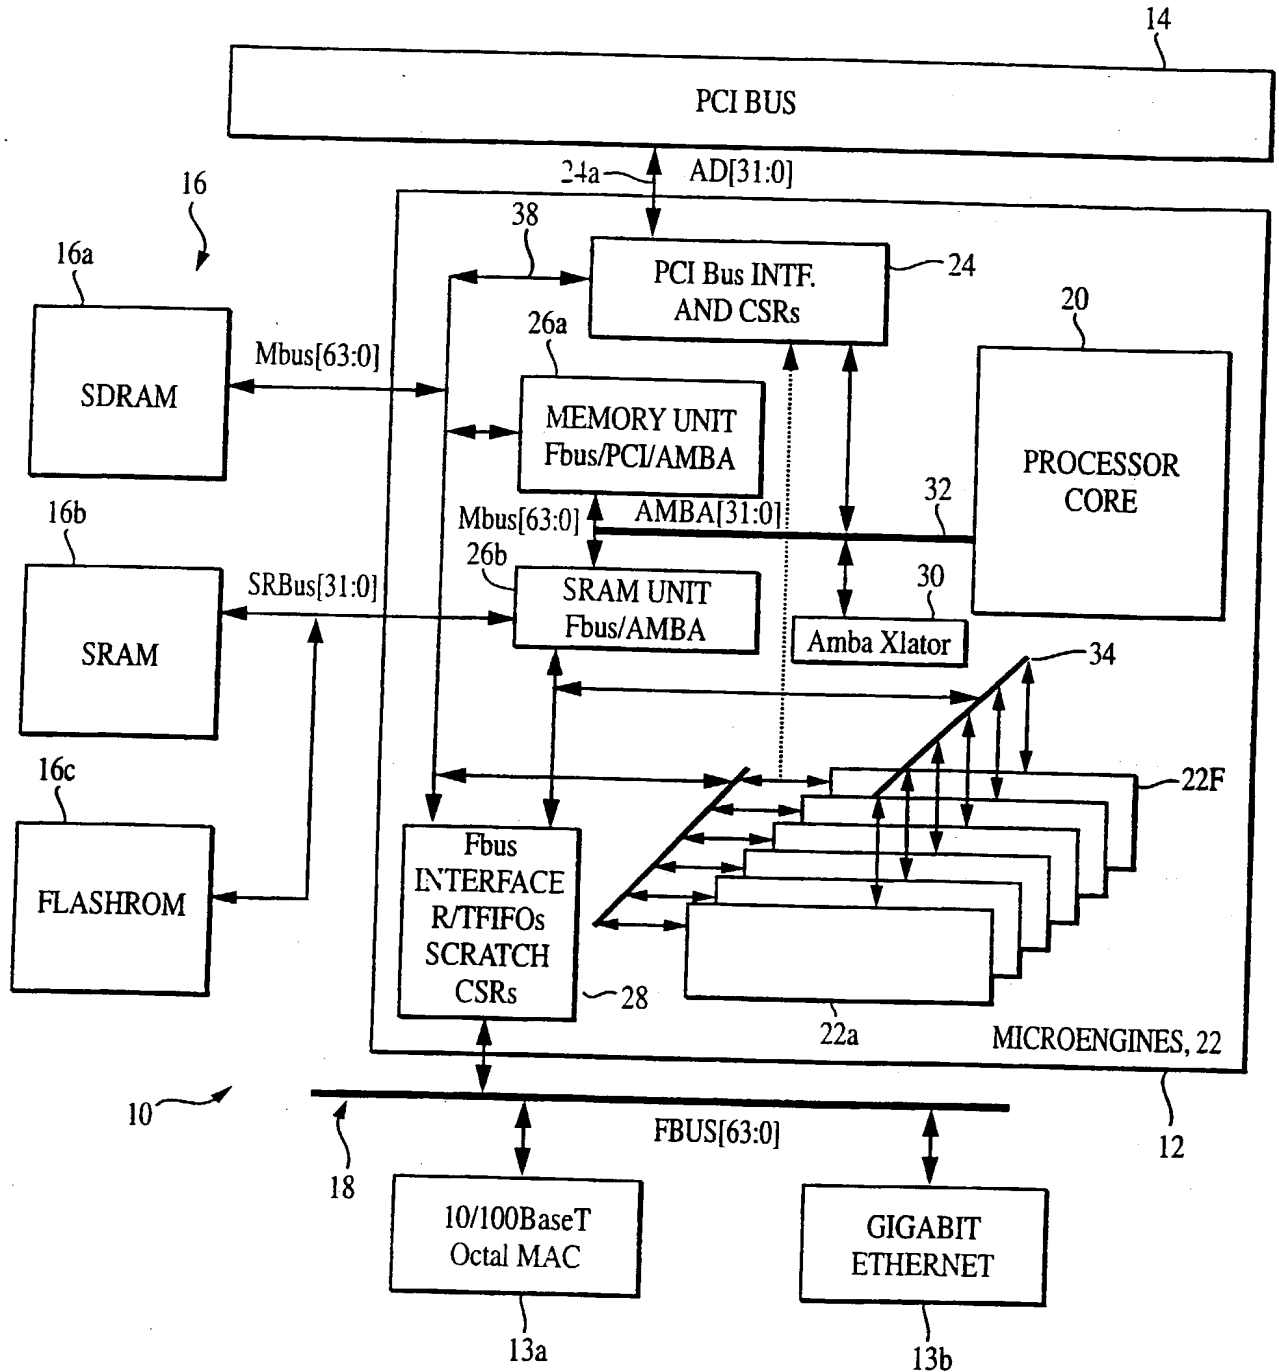 14
PCI BUS
24a
AD[31:0]
16
38
16a
PCI Bus INTF.
AND CSRs
24
20
26a
Mbus[63:0]
SDRAM
MEMORY UNIT
Fbus/PCI/AMBA
PROCESSOR
CORE
16b
Mbus[63:0]
AMBA[31:0]
32
26b
SRBus[31:0]
SRAM UNIT
Fbus/AMBA
30
Amba Xlator
SRAM
34
16c
22F
FLASHROM
Fbus
INTERFACE
R/TFIFOs
SCRATCH
CSRs
28
22a
MICROENGINES, 22
10
18
FBUS[63:0]
12
10/100BaseT
Octal MAC
GIGABIT
ETHERNET
13a
13b